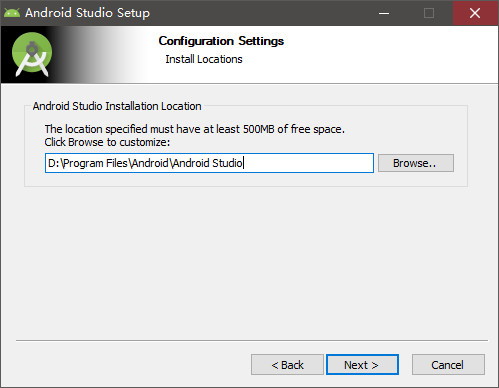 Android Studio Setup
Configuration Settings
Install Locations
Android Studio Installation Location
The location specified must have at least 500MB of free space.
Click Browse to customize:
D:\Program Files\Android\Android Studio
Browse..
< Back
Next >
Cancel